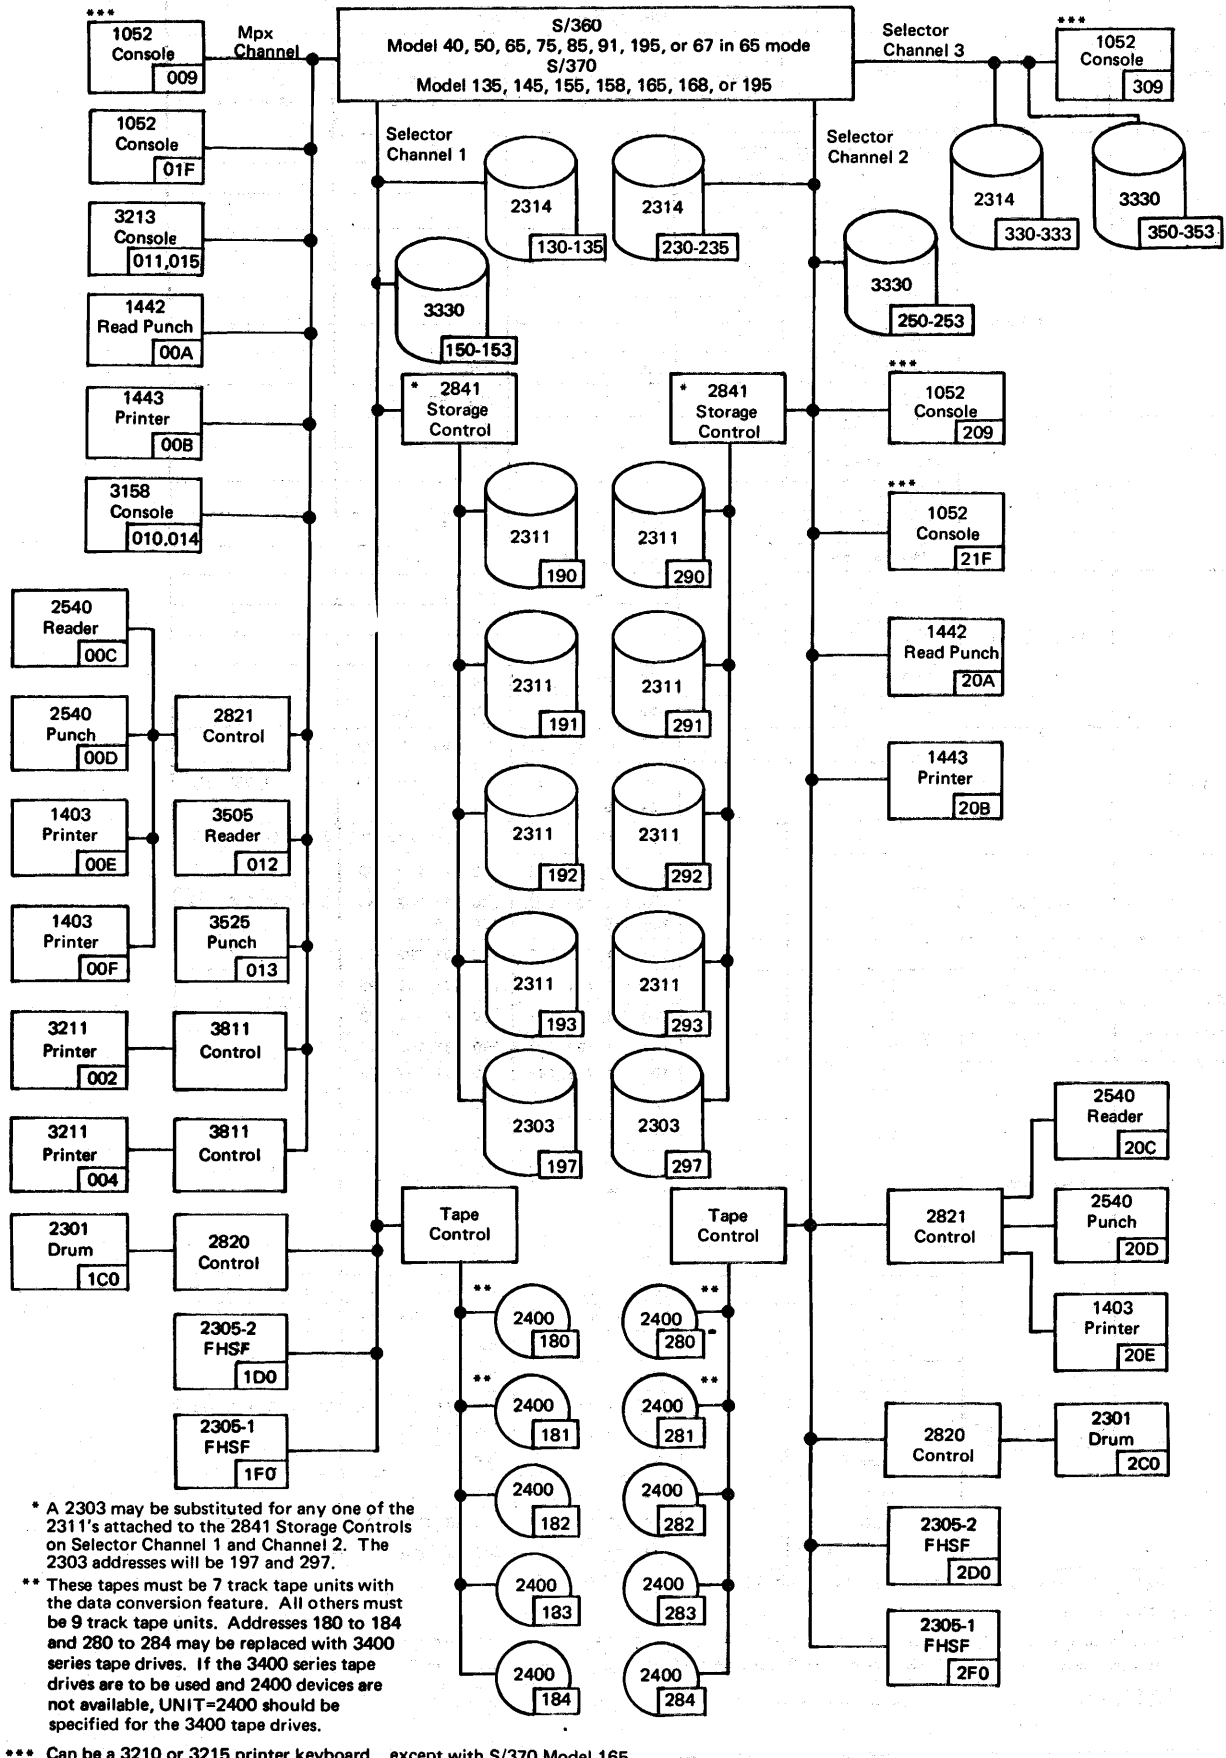 ***
1052
Console
009
Mpx
Channel
S/360
Model 40, 50, 65, 75, 85, 91, 195, or 67 in 65 mode
S/370
Model 135, 145, 155, 158, 165, 168, or 195
Selector
Channel 3
***
1052
Console
309
1052
Console
01F
Selector
Channel 1
2314
130-135
2314
230-235
Selector
Channel 2
2314
330-333
3330
350-353
3213
Console
011,015
3330
150-153
3330
250-253
1442
Read Punch
00A
1443
Printer
00B
* 2841
Storage
Control
* 2841
Storage
Control
***
1052
Console
209
3158
Console
010.014
2311
190
2311
290
***
1052
Console
21F
2540
Reader
00C
2311
191
2311
291
1442
Read Punch
20A
2540
Punch
00D
2821
Control
1443
Printer
20B
1403
Printer
00E
3505
Reader
012
2311
192
2311
292
1403
Printer
00F
3525
Punch
013
2311
193
2311
293
3211
Printer
002
3811
Control
2303
197
2303
297
2540
Reader
20C
3211
Printer
004
3811
Control
2301
Drum
1C0
2820
Control
Tape
Control
Tape
Control
2821
Control
2540
Punch
20D
2305-2
FHSF
1D0
**
2400
180
**
2400
280
1403
Printer
20E
2305-1
FHSF
1F0
**
2400
181
**
2400
281
2820
Control
2301
Drum
2C0
2400
182
2400
282
2305-2
FHSF
2D0
2400
183
2400
283
2305-1
FHSF
2F0
2400
184
2400
284
* A 2303 may be substituted for any one of the
2311's attached to the 2841 Storage Controls
on Selector Channel 1 and Channel 2. The
2303 addresses will be 197 and 297.
** These tapes must be 7 track tape units with
the data conversion feature. All others must
be 9 track tape units. Addresses 180 to 184
and 280 to 284 may be replaced with 3400
series tape drives. If the 3400 series tape
drives are to be used and 2400 devices are
not available, UNIT=2400 should be
specified for the 3400 tape drives.
*** Can be a 3210 or 3215 printer keyboard except with S/370 Model 165